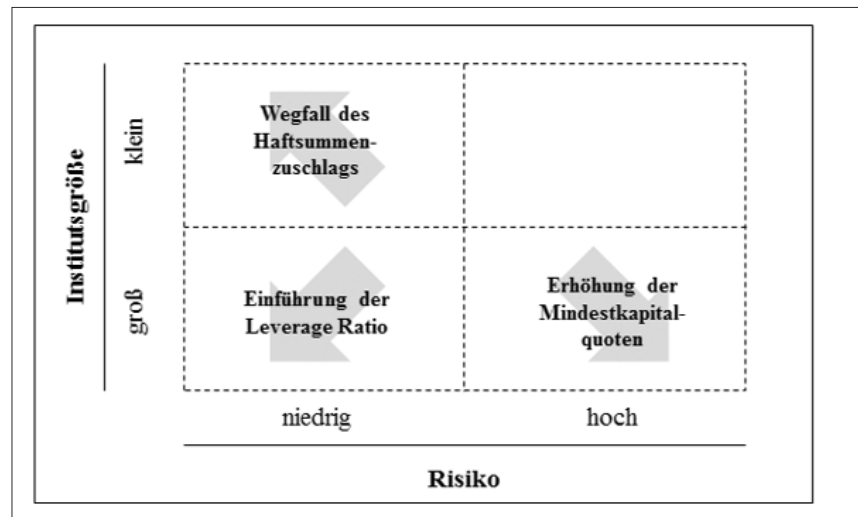 Institutsgröße
klein
groß
Wegfall des
Haftsummen-
zuschlags
Einführung der
Leverage Ratio
Erhöhung der
Mindestkapital-
quoten
niedrig
hoch
Risiko